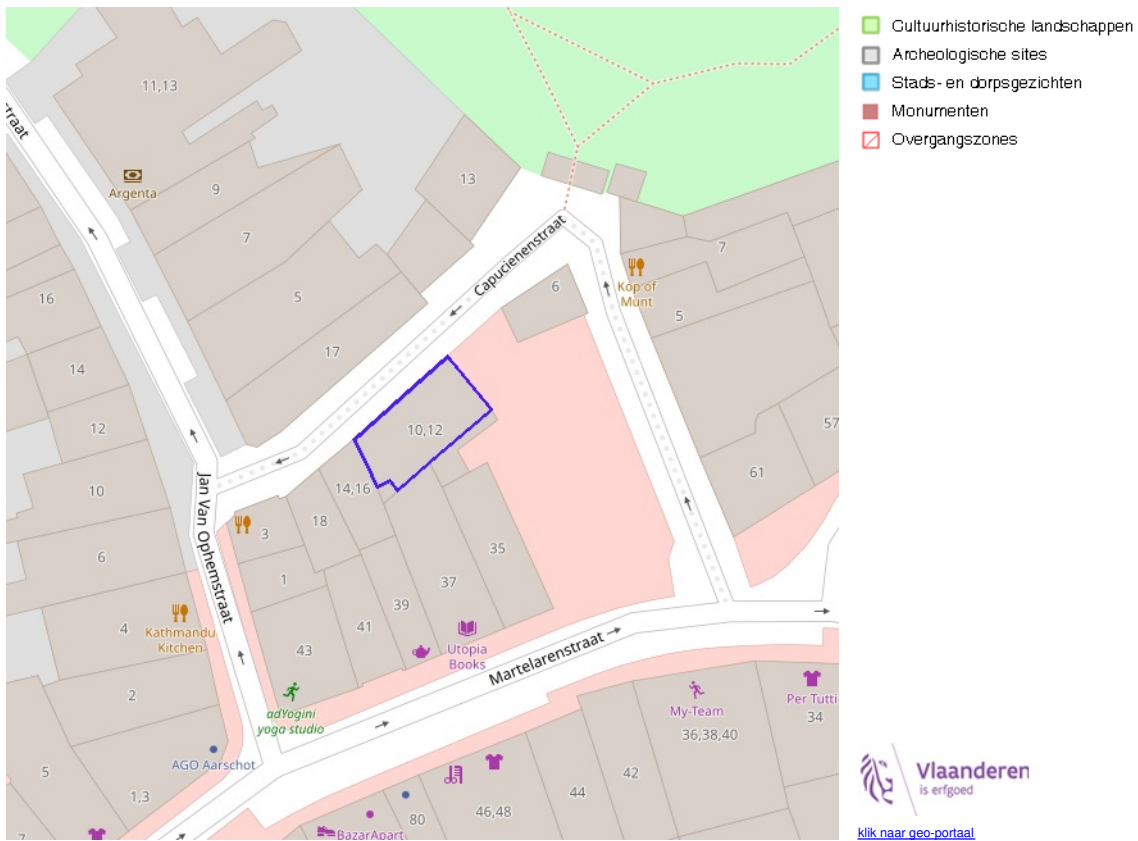 Cultuurhistorische landschappen
Archeologische sites
Stads- en dorpsgezichten
Monumenten
Overgangszones
11,13
straat
Argenta
9
13
7
Capucienenstraat
7
Kop of
Munt
6
5
16
5
17
14
12
10,12
57
10
14,16
61
18
3
Jan Van Ophemstraat
35
6
1
37
39
4
Kathmandu
Kitchen
41
Utopia
Books
43
Martelarenstraat
2
adYogini
yoga studio
My-Team
Per Tutti
34
36,38,40
AGO Aarschot
5
42
1,3
44
46,48
80
BazarApart
7
Vlaanderen
is erfgoed
klik naar geo-portaal